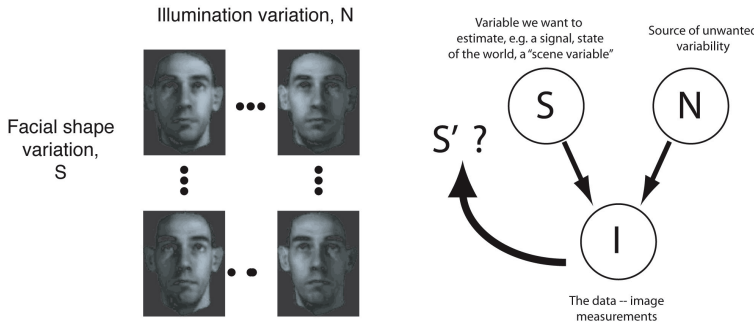 Illumination variation, N
Facial shape
variation,
S
Variable we want to
estimate, e.g. a signal, state
of the world, a "scene variable"
Source of unwanted
variability
S
N
S' ?
I
The data -- image
measurements